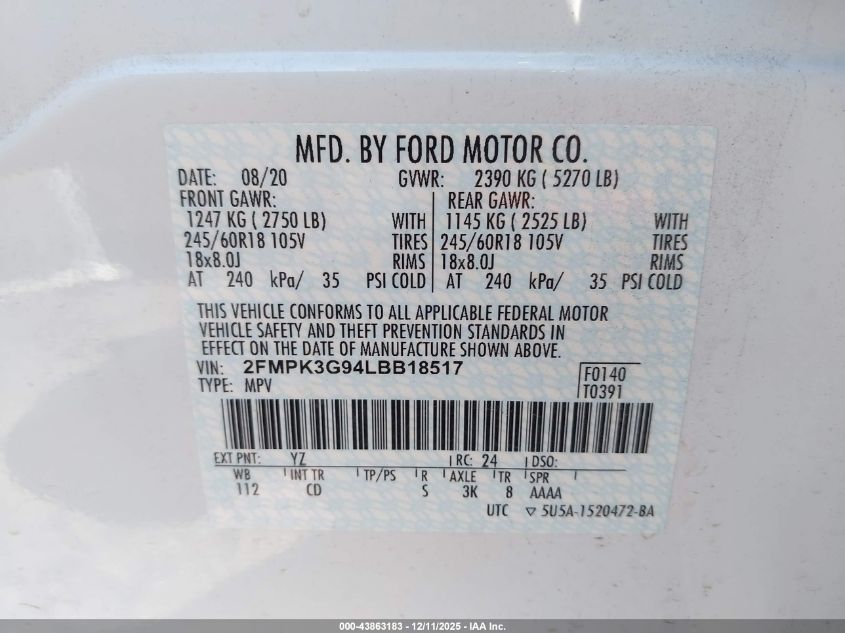 MFD. BY FORD MOTOR CO.
DATE: 08/20 GVWR: 2390 KG ( 5270 LB)
FRONT GAWR: REAR GAWR:
1247 KG ( 2750 LB) WITH 1145 KG ( 2525 LB) WITH
245/60R18 105V TIRES 245/60R18 105V TIRES
18x8.0J RIMS 18x8.0J RIMS
AT 240 kPa/ 35 PSI COLD AT 240 kPa/ 35 PSI COLD
THIS VEHICLE CONFORMS TO ALL APPLICABLE FEDERAL MOTOR
VEHICLE SAFETY AND THEFT PREVENTION STANDARDS IN
EFFECT ON THE DATE OF MANUFACTURE SHOWN ABOVE.
VIN: 2FMPK3G94LBB18517 F0140
TYPE: MPV T0391
EXT PNT: YZ RC: 24 DSO:
WB INT TR TP/PS R AXLE TR SPR
112 CD S 3K 8 AAAA
UTC ▽ 5U5A-1520472-BA
000-43863183 - 12/11/2025 - IAA Inc.